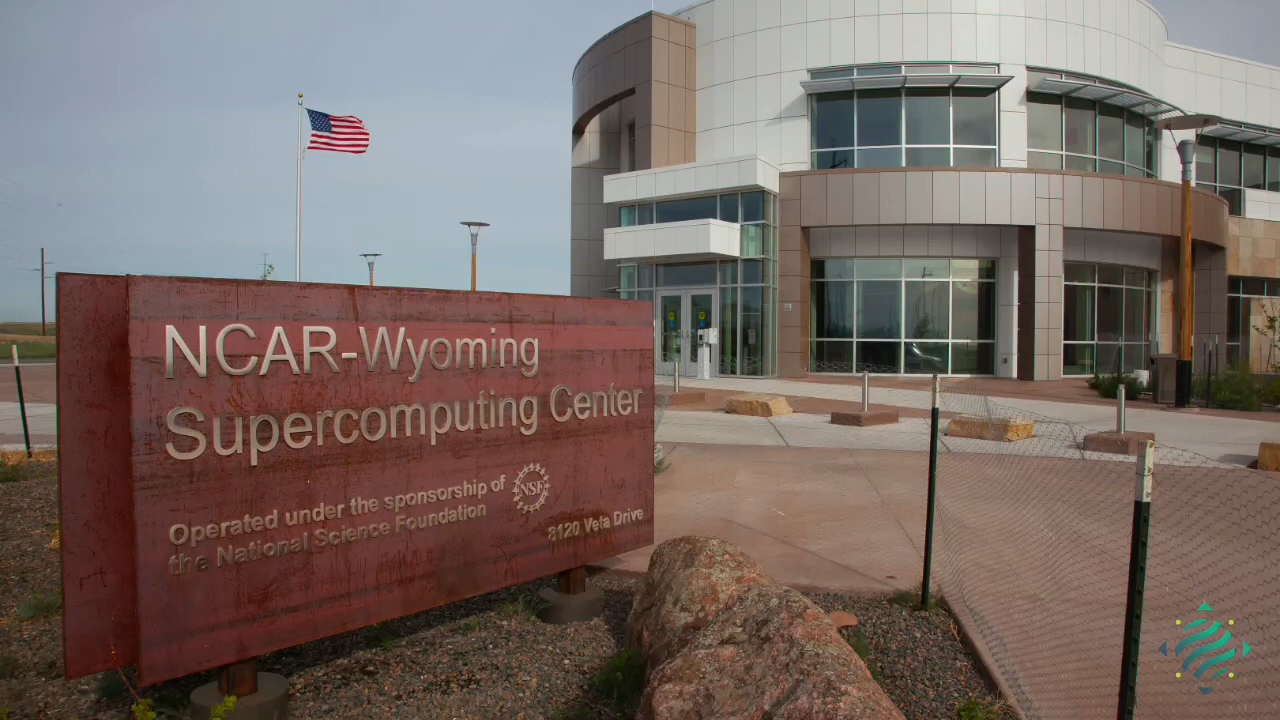 NCAR-Wyoming
Supercomputing Center
Operated under the sponsorship of
the National Science Foundation
NSF
8120 Veta Drive